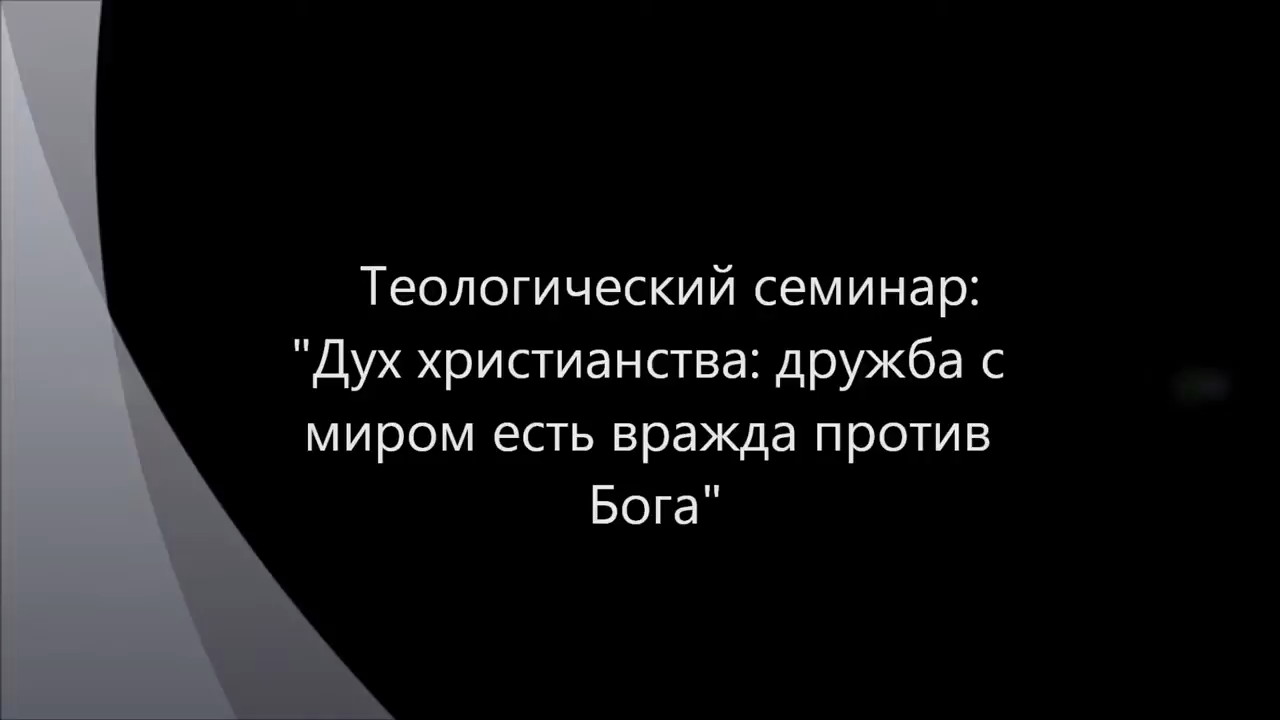 Теологический семинар:
"Дух христианства: дружба с
миром есть вражда против
Бога"